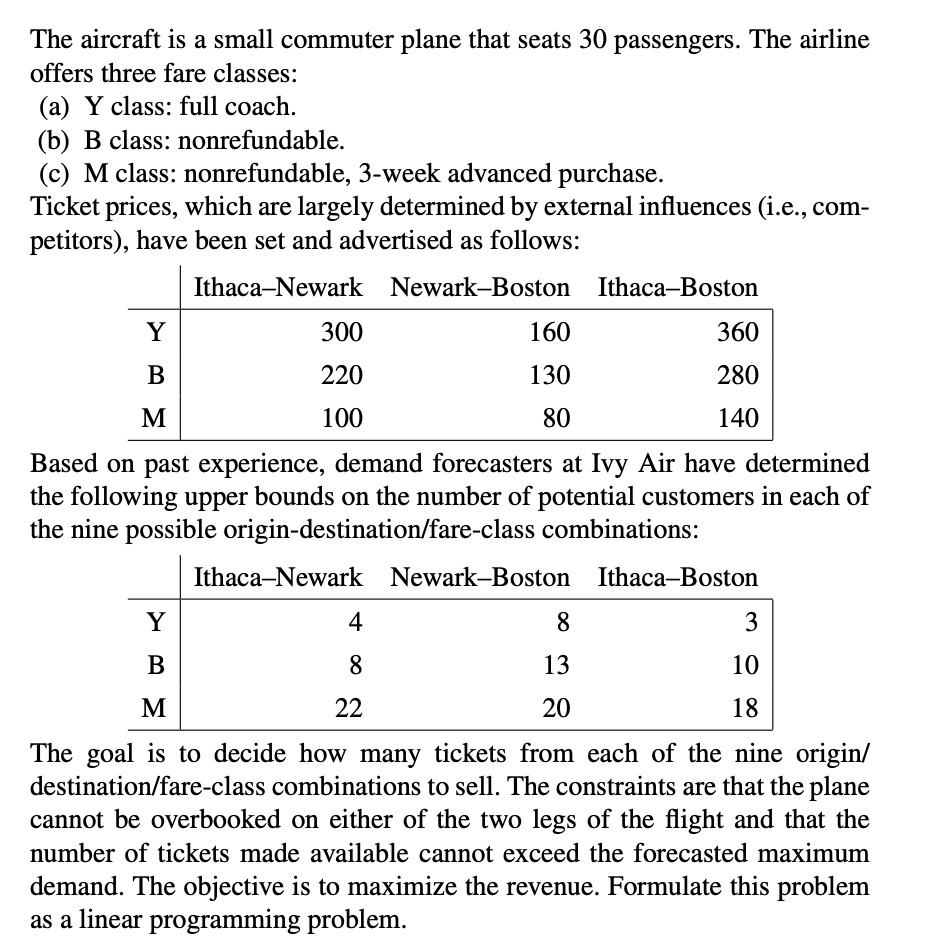 The aircraft is a small commuter plane that seats 30 passengers. The airline
offers three fare classes:
(a) Y class: full coach.
(b) B class: nonrefundable.
(c) M class: nonrefundable, 3-week advanced purchase.
Ticket prices, which are largely determined by external influences (i.e., com-
petitors), have been set and advertised as follows:
Ithaca–Newark Newark–Boston Ithaca–Boston
Y 300 160 360
B 220 130 280
M 100 80 140
Based on past experience, demand forecasters at Ivy Air have determined
the following upper bounds on the number of potential customers in each of
the nine possible origin-destination/fare-class combinations:
Ithaca–Newark Newark–Boston Ithaca–Boston
Y 4 8 3
B 8 13 10
M 22 20 18
The goal is to decide how many tickets from each of the nine origin/
destination/fare-class combinations to sell. The constraints are that the plane
cannot be overbooked on either of the two legs of the flight and that the
number of tickets made available cannot exceed the forecasted maximum
demand. The objective is to maximize the revenue. Formulate this problem
as a linear programming problem.